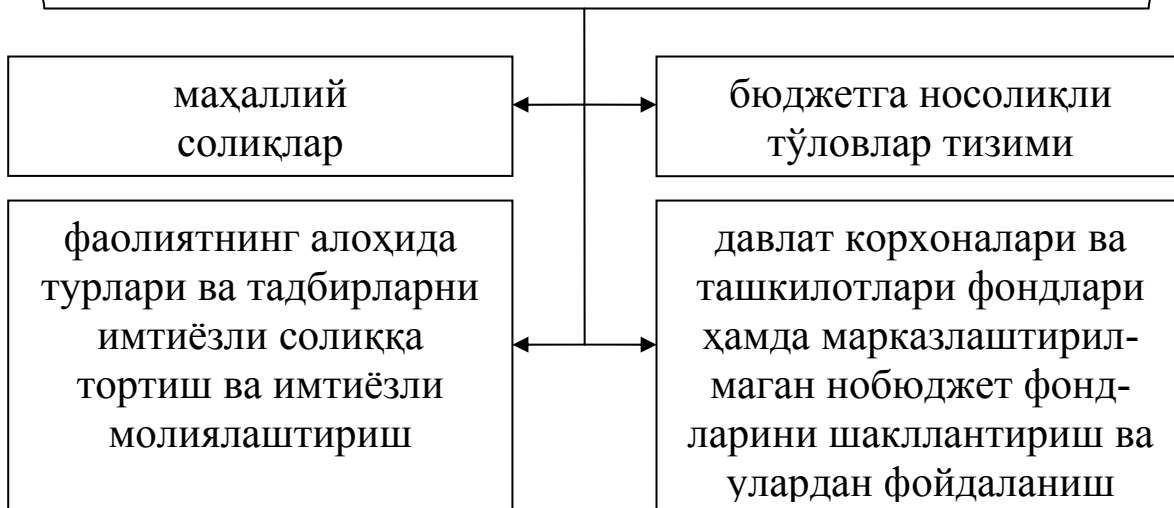 маҳаллий
солиқлар
бюджетга носолиқли
тўловлар тизими
фаолиятнинг алоҳида
турлари ва тадбирларни
имтиёзли солиққа
тортиш ва имтиёзли
молиялаштириш
давлат корхоналари ва
ташкилотлари фондлари
ҳамда марказлаштирил-
маган нобюджет фонд-
ларини шакллантириш ва
улардан фойдаланиш